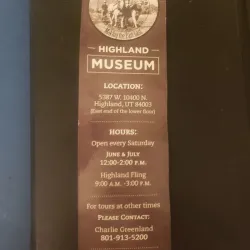 HIGHLAND
MUSEUM
LOCATION:
5387 W. 10400 N.
Highland, UT 84003
(East end of the lower floor)
HOURS:
Open every Saturday
JUNE & JULY
12:00-2:00 P.M.
Highland Fling
9:00 A.M. -3:00 P.M.
For tours at other times
PLEASE CONTACT:
Charlie Greenland
801-913-5200